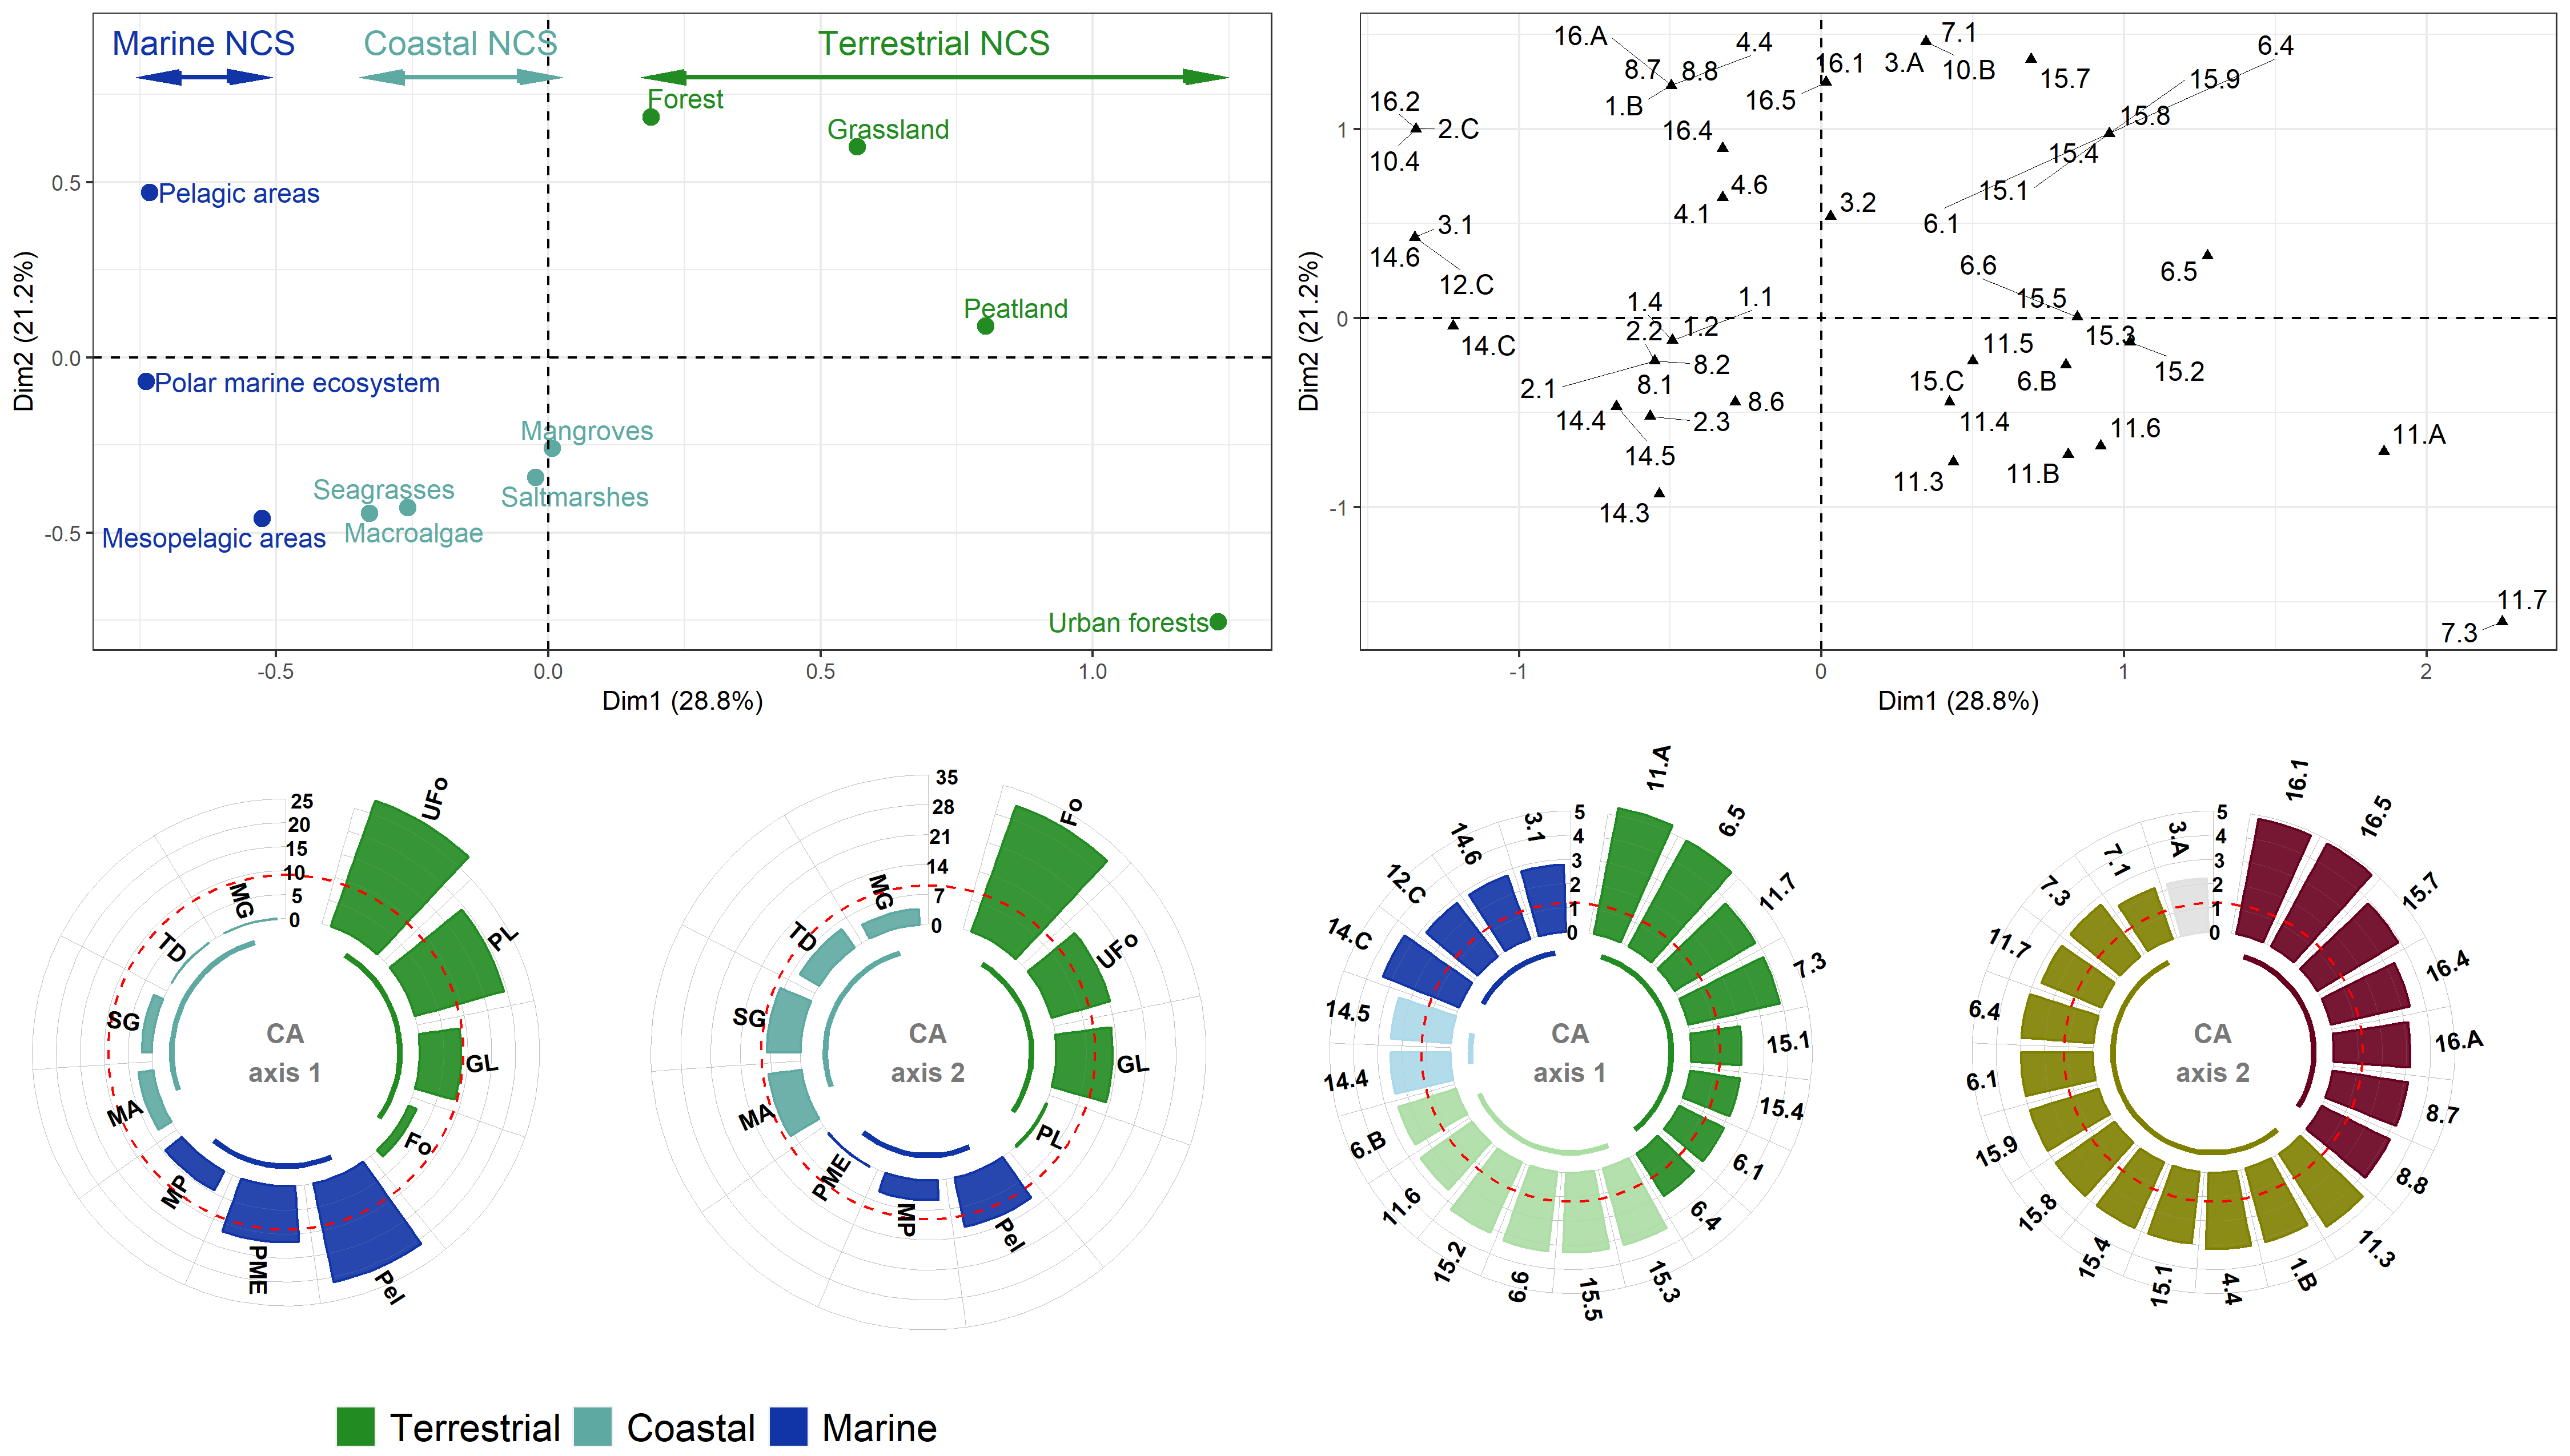 Marine NCS
Coastal NCS
Terrestrial NCS
Forest
Grassland
Pelagic areas
Peatland
Polar marine ecosystem
Mangroves
Seagrasses
Saltmarshes
Macroalgae
Mesopelagic areas
Urban forests
0.5
0.0
-0.5
Dim2 (21.2%)
-0.5
0.0
0.5
1.0
Dim1 (28.8%)
16.A
4.4
8.7
8.8
1.B
16.1
16.5
3.A
7.1
10.B
15.7
6.4
15.9
15.8
15.4
15.1
6.1
16.2
2.C
10.4
16.4
4.6
4.1
3.2
3.1
14.6
12.C
6.5
6.6
15.5
1.4
1.1
2.2
1.2
14.C
15.3
15.2
11.5
8.2
2.1
8.1
15.C
6.B
14.4
2.3
8.6
11.4
14.5
11.6
11.A
11.3
11.B
14.3
11.7
7.3
1
0
-1
Dim2 (21.2%)
-1
0
1
2
Dim1 (28.8%)
25
20
15
10
5
0
UFo
PL
GL
Fo
Pel
PME
MP
MA
SG
TD
MG
CA
axis 1
35
28
21
14
7
0
Fo
UFo
GL
PL
Pel
MP
PME
MA
SG
TD
MG
CA
axis 2
5
4
3
2
1
0
11.A
6.5
11.7
7.3
15.1
15.4
6.1
6.4
15.3
15.5
6.6
15.2
11.6
6.B
14.4
14.5
14.C
12.C
14.6
3.1
CA
axis 1
5
4
3
2
1
0
16.1
16.5
15.7
16.4
16.A
8.7
8.8
11.3
1.B
4.4
15.1
15.4
15.8
15.9
6.1
6.4
11.7
7.3
7.1
3.A
CA
axis 2
Terrestrial
Coastal
Marine